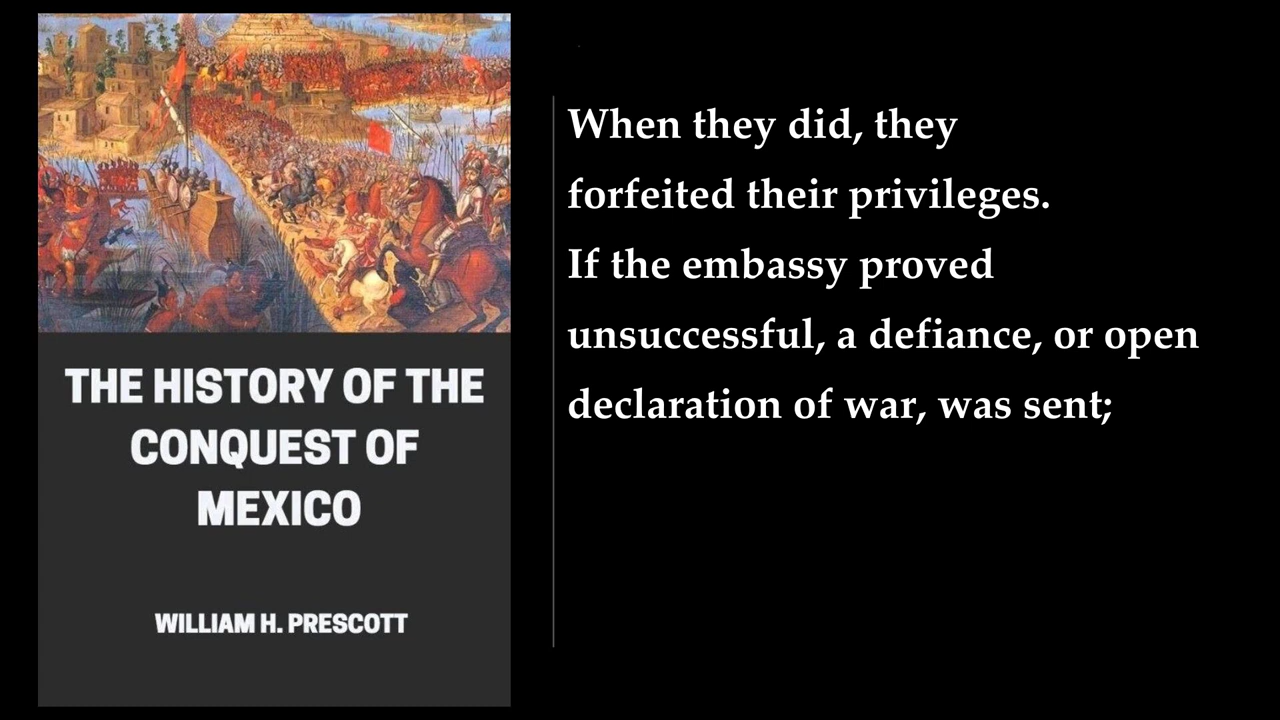 THE HISTORY OF THE
CONQUEST OF
MEXICO
WILLIAM H. PRESCOTT
When they did, they
forfeited their privileges.
If the embassy proved
unsuccessful, a defiance, or open
declaration of war, was sent;